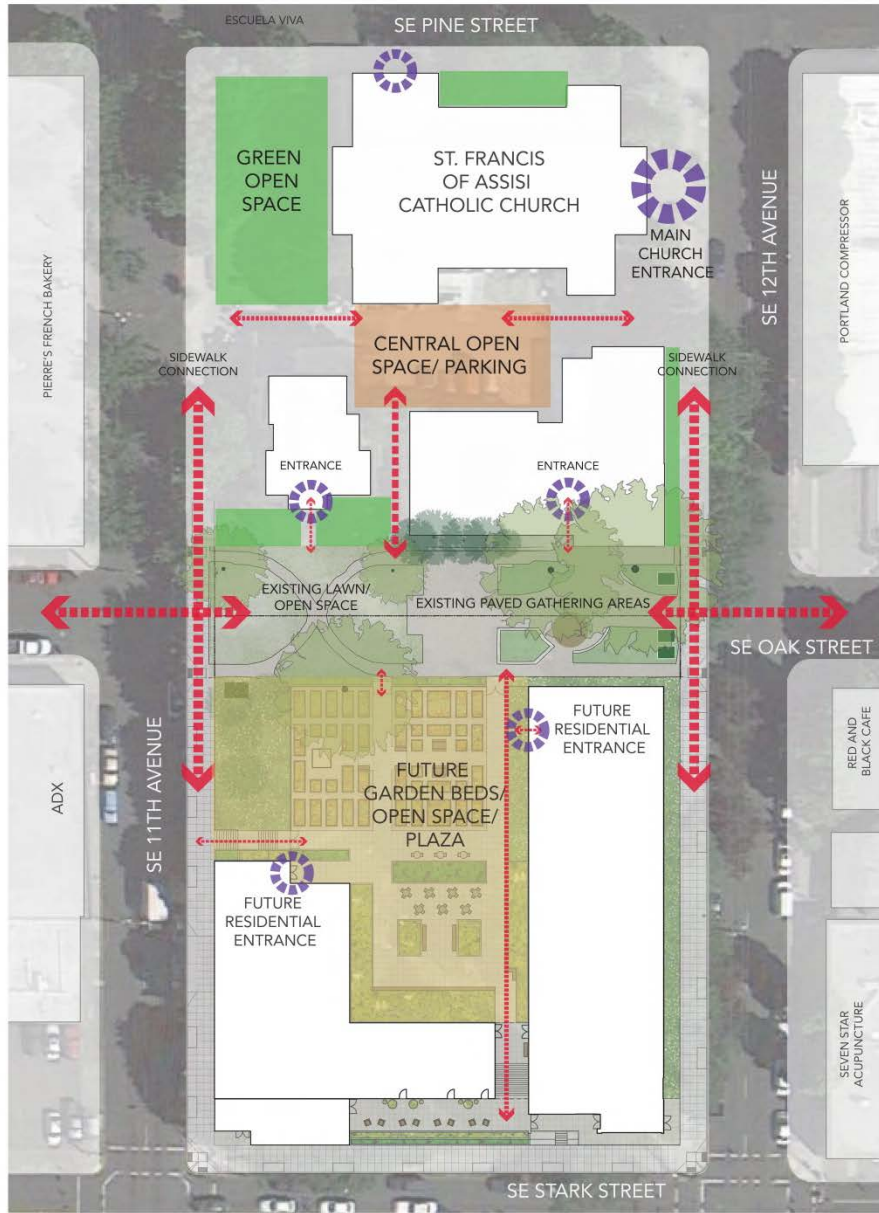 ESCUELA VIVA
SE PINE STREET
GREEN
OPEN
SPACE
ST. FRANCIS
OF ASSISI
CATHOLIC CHURCH
MAIN
CHURCH
ENTRANCE
SE 12TH AVENUE
PORTLAND COMPRESSOR
PIERRE'S FRENCH BAKERY
CENTRAL OPEN
SPACE/ PARKING
SIDEWALK
CONNECTION
SIDEWALK
CONNECTION
ENTRANCE
ENTRANCE
EXISTING LAWN/
OPEN SPACE
EXISTING PAVED GATHERING AREAS
SE OAK STREET
FUTURE
RESIDENTIAL
ENTRANCE
RED AND
BLACK CAFE
ADX
SE 11TH AVENUE
FUTURE
GARDEN BEDS/
OPEN SPACE/
PLAZA
FUTURE
RESIDENTIAL
ENTRANCE
SEVEN STAR
ACUPUNCTURE
SE STARK STREET